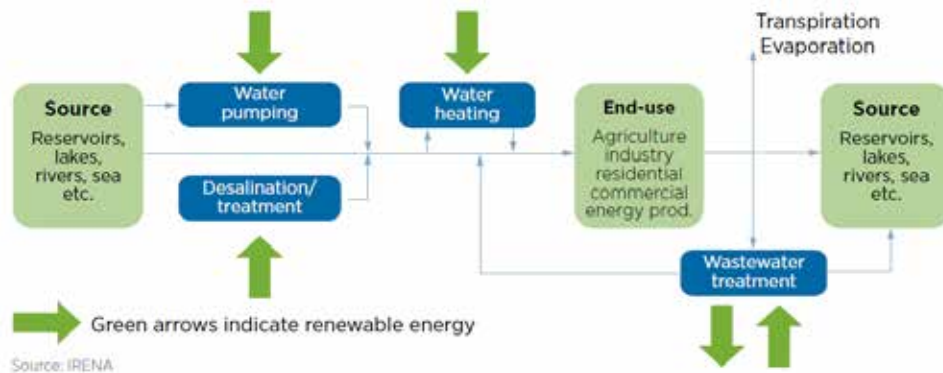 Transpiration
Evaporation
Source
Reservoirs,
lakes,
rivers, sea
etc.
Water
pumping
Desalination/
treatment
Water
heating
End-use
Agriculture
industry
residential
commercial
energy prod.
Source
Reservoirs,
lakes,
rivers, sea
etc.
Wastewater
treatment
Green arrows indicate renewable energy
Source: IRENA